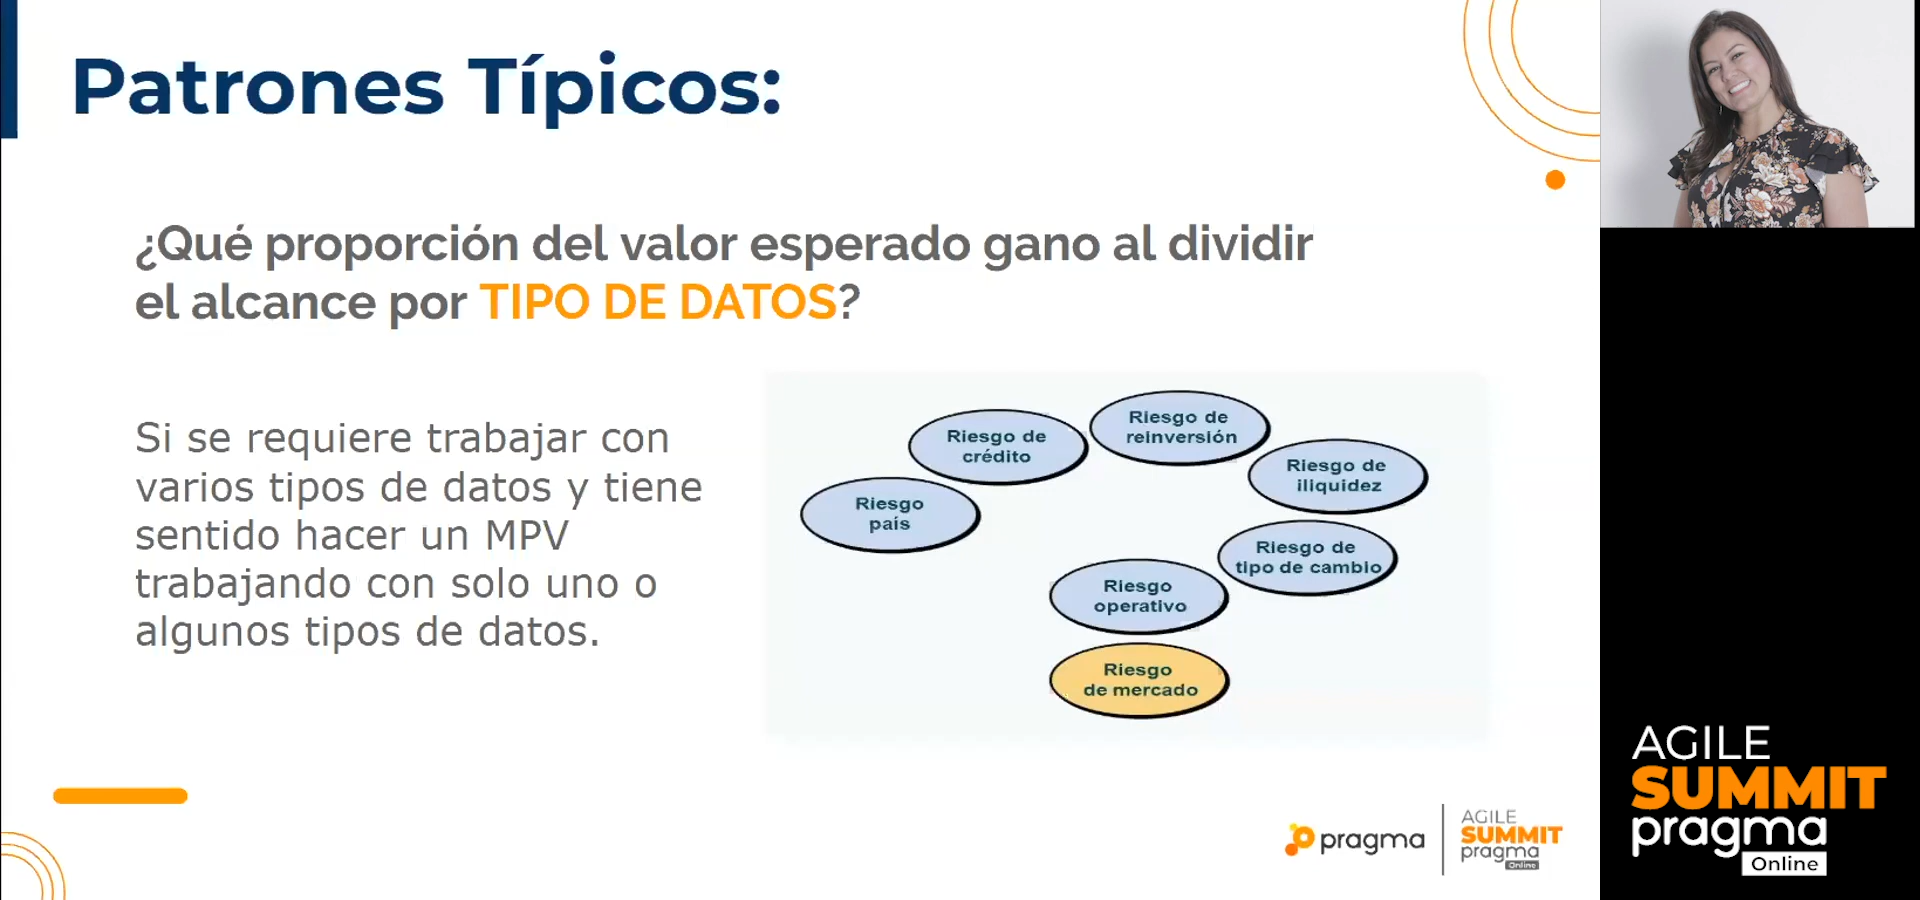 Patrones Típicos:
¿Qué proporción del valor esperado gano al dividir
el alcance por TIPO DE DATOS?
Si se requiere trabajar con
varios tipos de datos y tiene
sentido hacer un MPV
trabajando con solo uno o
algunos tipos de datos.
Riesgo de
reinversión
Riesgo de
crédito
Riesgo de
iliquidez
Riesgo
país
Riesgo de
tipo de cambio
Riesgo
operativo
Riesgo
de mercado
pragma
AGILE
SUMMIT
pragma
Online
AGILE
SUMMIT
pragma
Online